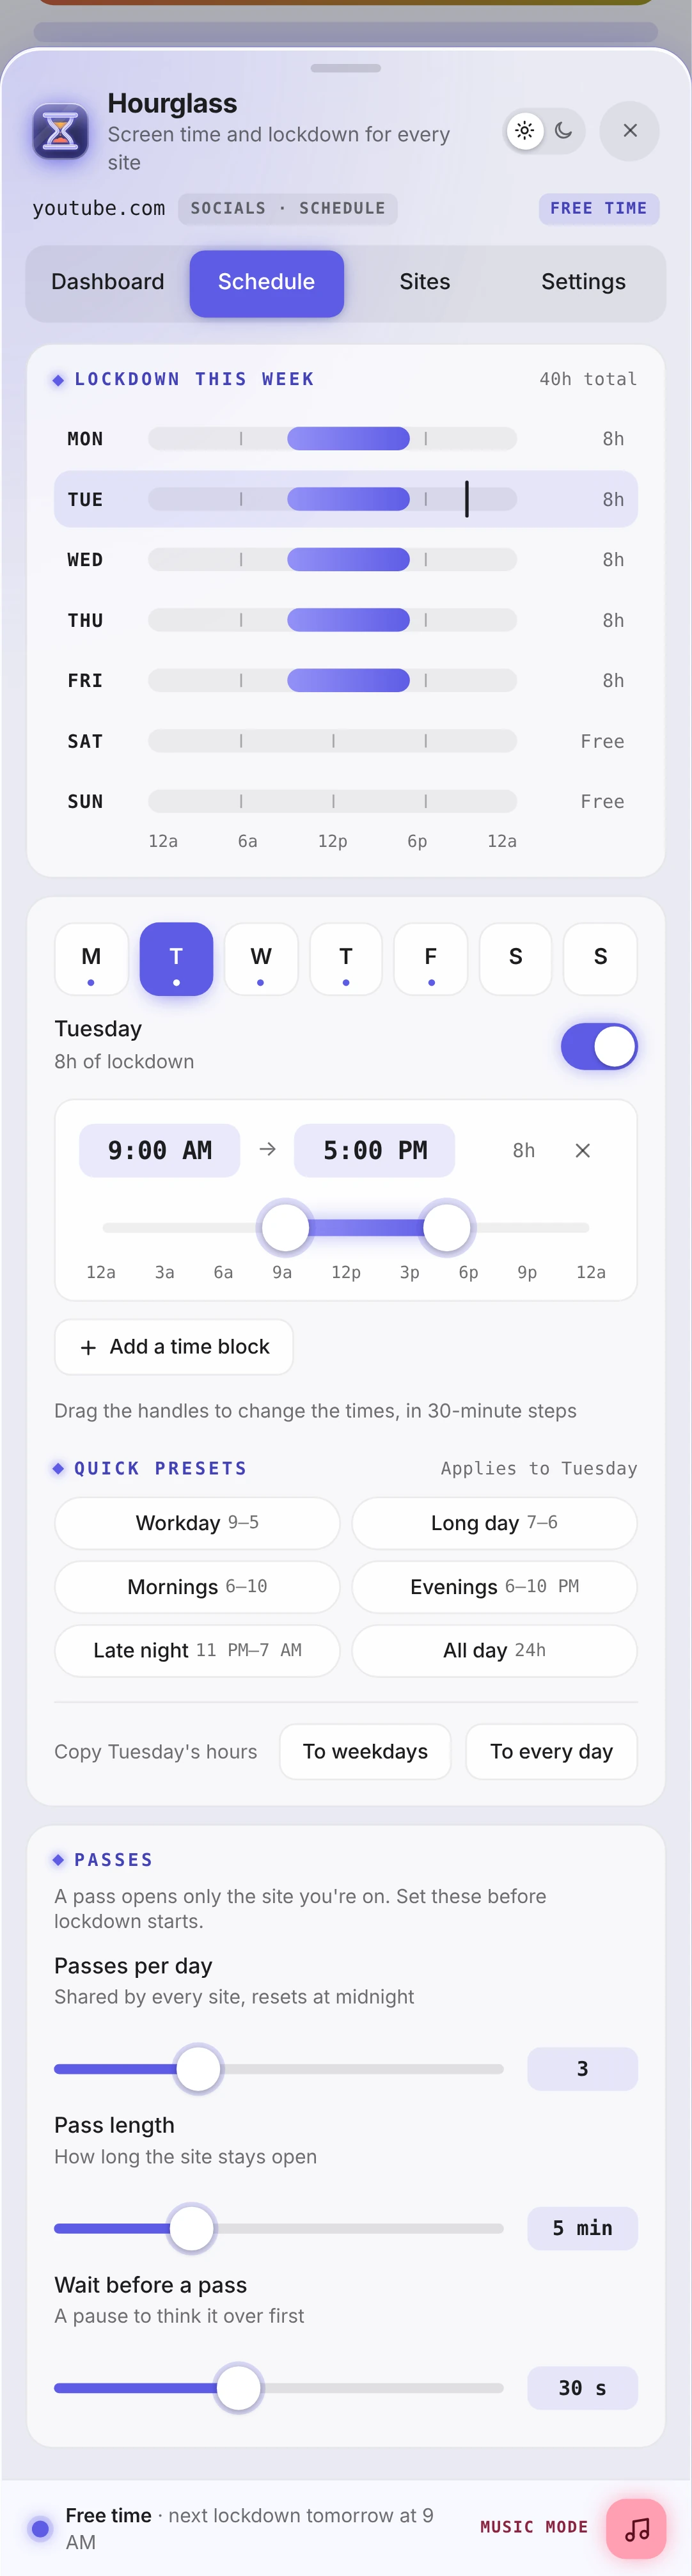 Hourglass
Screen time and lockdown for every
site
youtube.com
SOCIALS · SCHEDULE
FREE TIME
Dashboard
Schedule
Sites
Settings
LOCKDOWN THIS WEEK
40h total
MON 8h
TUE 8h
WED 8h
THU 8h
FRI 8h
SAT Free
SUN Free
12a 6a 12p 6p 12a
M T W T F S S
Tuesday
8h of lockdown
9:00 AM → 5:00 PM 8h
12a 3a 6a 9a 12p 3p 6p 9p 12a
+ Add a time block
Drag the handles to change the times, in 30-minute steps
QUICK PRESETS
Applies to Tuesday
Workday 9–5
Long day 7–6
Mornings 6–10
Evenings 6–10 PM
Late night 11 PM–7 AM
All day 24h
Copy Tuesday's hours
To weekdays
To every day
PASSES
A pass opens only the site you're on. Set these before
lockdown starts.
Passes per day
Shared by every site, resets at midnight
3
Pass length
How long the site stays open
5 min
Wait before a pass
A pause to think it over first
30 s
Free time · next lockdown tomorrow at 9
AM
MUSIC MODE